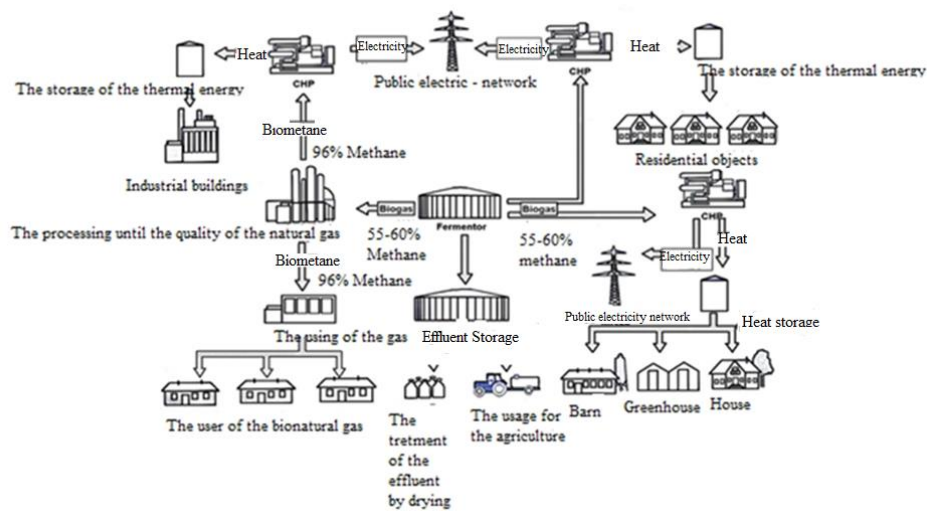 Heat
Electricity
Electricity
Heat
CHP
Public electric - network
CHP
The storage of the thermal energy
The storage of the thermal energy
Biometane
96% Methane
Industrial buildings
Residential objects
Biogas
Fermentor
Biogas
CHP
The processing until the quality of the natural gas
55-60%
Methane
55-60%
methane
Heat
Electricity
Biometane
96% Methane
Public electricity network
Heat storage
The using of the gas
Effluent Storage
The user of the bionatural gas
The
tretment
of the
effluent
by drying
The usage for
the agriculture
Barn
Greenhouse
House